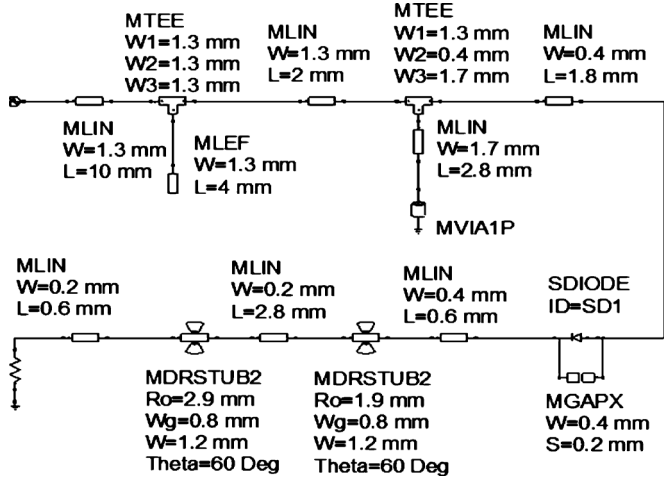 MTEE
W1=1.3 mm
W2=1.3 mm
W3=1.3 mm
MLIN
W=1.3 mm
L=2 mm
MTEE
W1=1.3 mm
W2=0.4 mm
W3=1.7 mm
MLIN
W=0.4 mm
L=1.8 mm
MLIN
W=1.3 mm
L=10 mm
MLEF
W=1.3 mm
L=4 mm
MLIN
W=1.7 mm
L=2.8 mm
MVIA1P
MLIN
W=0.2 mm
L=0.6 mm
MLIN
W=0.2 mm
L=2.8 mm
MLIN
W=0.4 mm
L=0.6 mm
SDIODE
ID=SD1
MDRSTUB2
Ro=2.9 mm
Wg=0.8 mm
W=1.2 mm
Theta=60 Deg
MDRSTUB2
Ro=1.9 mm
Wg=0.8 mm
W=1.2 mm
Theta=60 Deg
MGAPX
W=0.4 mm
S=0.2 mm